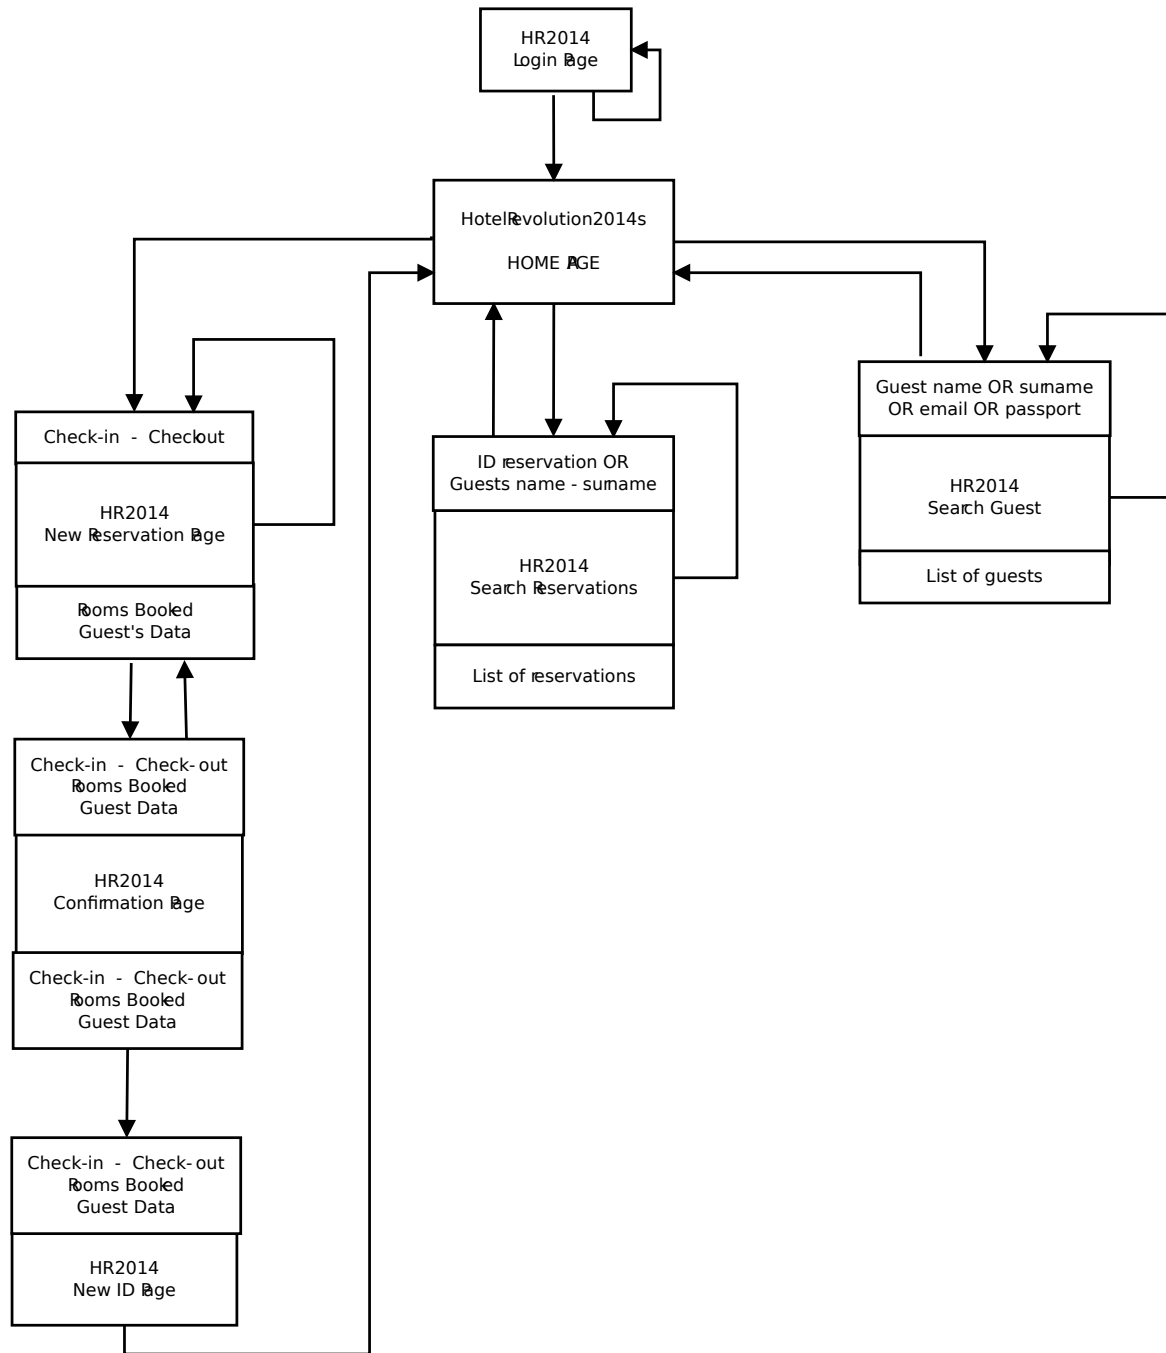 HR2014
Login Page
HotelRevolution2014s
HOME PAGE
Check-in - Checkout
HR2014
New Reservation Page
Rooms Booked
Guest's Data
ID reservation OR
Guests name - surname
HR2014
Search Reservations
List of reservations
Guest name OR surname
OR email OR passport
HR2014
Search Guest
List of guests
Check-in - Check-out
Rooms Booked
Guest Data
HR2014
Confirmation Page
Check-in - Check-out
Rooms Booked
Guest Data
Check-in - Check-out
Rooms Booked
Guest Data
HR2014
New ID Page